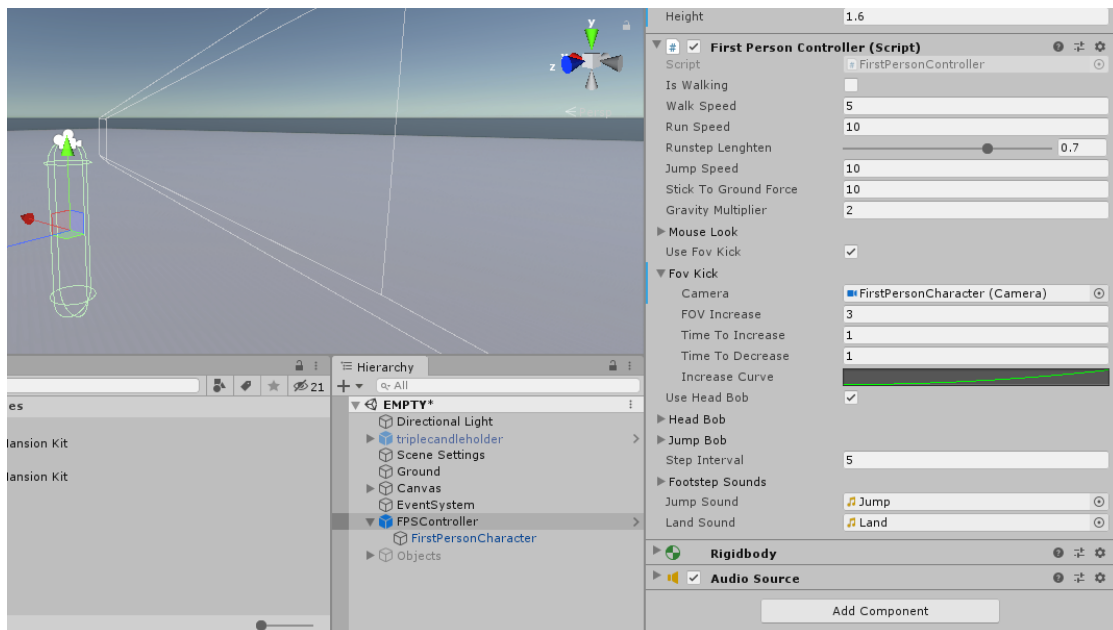 Height 1.6
First Person Controller (Script)
Script FirstPersonController
Is Walking
Walk Speed 5
Run Speed 10
Runstep Lenghten 0.7
Jump Speed 10
Stick To Ground Force 10
Gravity Multiplier 2
Mouse Look
Use Fov Kick
Fov Kick
Camera FirstPersonCharacter (Camera)
FOV Increase 3
Time To Increase 1
Time To Decrease 1
Increase Curve
Use Head Bob
Head Bob
Jump Bob
Step Interval 5
Footstep Sounds
Jump Sound Jump
Land Sound Land
Rigidbody
Audio Source
Add Component
y
z
21
es
Mansion Kit
Mansion Kit
Hierarchy
All
EMPTY*
Directional Light
triplecandleholder
Scene Settings
Ground
Canvas
EventSystem
FPSController
FirstPersonCharacter
Objects